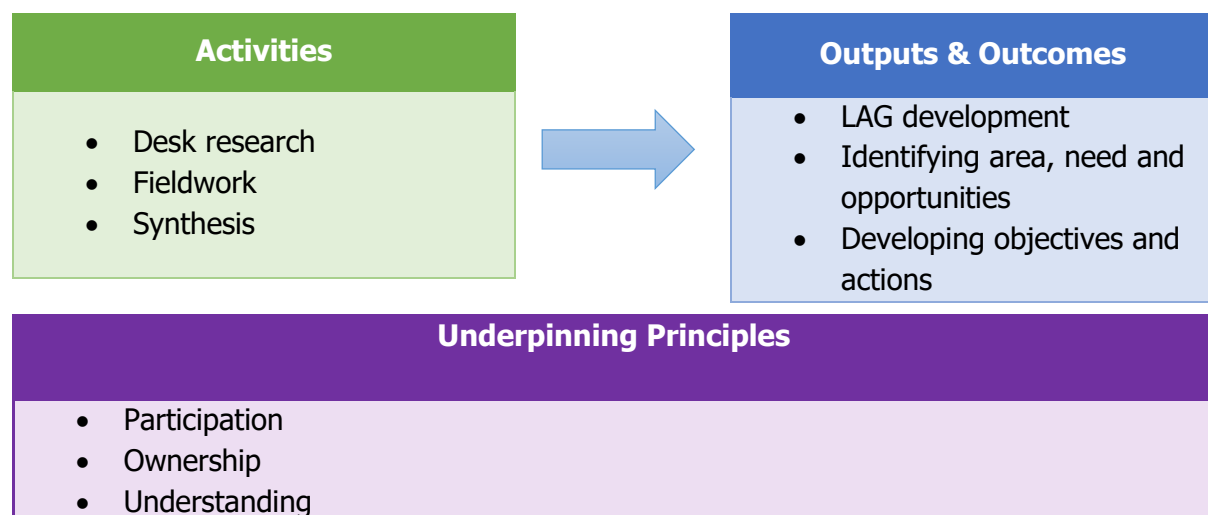 Activities
• Desk research
• Fieldwork
• Synthesis
Outputs & Outcomes
• LAG development
• Identifying area, need and
opportunities
• Developing objectives and
actions
Underpinning Principles
• Participation
• Ownership
• Understanding